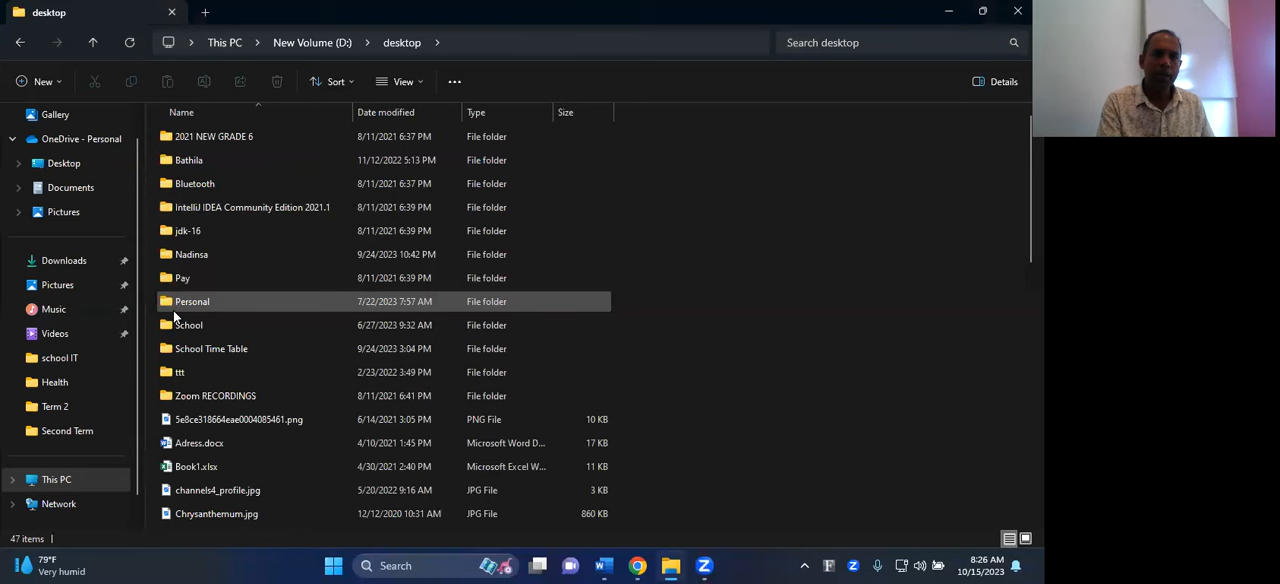 desktop
This PC > New Volume (D:) > desktop >
Search desktop
New
Sort
View
Details
Gallery
OneDrive - Personal
Desktop
Documents
Pictures
Downloads
Pictures
Music
Videos
school IT
Health
Term 2
Second Term
This PC
Network
Name Date modified Type Size
2021 NEW GRADE 6 8/11/2021 6:37 PM File folder
Bathila 11/12/2022 5:13 PM File folder
Bluetooth 8/11/2021 6:37 PM File folder
IntelliJ IDEA Community Edition 2021.1 8/11/2021 6:39 PM File folder
jdk-16 8/11/2021 6:39 PM File folder
Nadinsa 9/24/2023 10:42 PM File folder
Pay 8/11/2021 6:39 PM File folder
Personal 7/22/2023 7:57 AM File folder
School 6/27/2023 9:32 AM File folder
School Time Table 9/24/2023 3:04 PM File folder
ttt 2/23/2022 3:49 PM File folder
Zoom RECORDINGS 8/11/2021 6:41 PM File folder
5e8ce318664eae0004085461.png 6/14/2021 3:05 PM PNG File 10 KB
Adress.docx 4/10/2021 1:45 PM Microsoft Word D... 17 KB
Book1.xlsx 4/30/2021 2:40 PM Microsoft Excel W... 11 KB
channels4_profile.jpg 5/20/2022 9:16 AM JPG File 3 KB
Chrysanthemum.jpg 12/12/2020 10:31 AM JPG File 860 KB
47 items
79°F
Very humid
Search
8:26 AM
10/15/2023